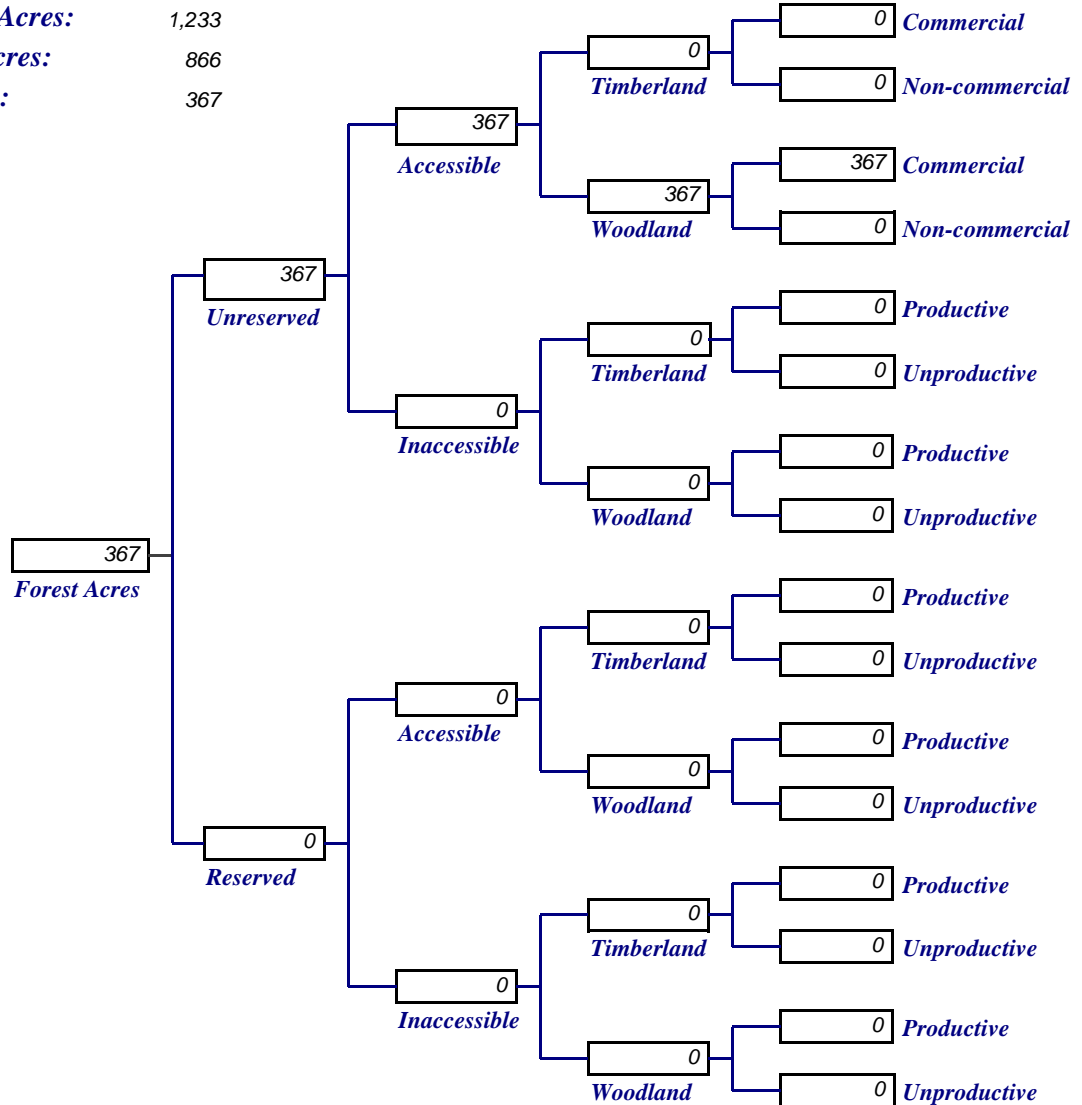 Acres: 1,233
cres: 866
: 367
0 Commercial
0 Timberland
0 Non-commercial
367 Accessible
367 Commercial
367 Woodland
0 Non-commercial
367 Unreserved
0 Productive
0 Timberland
0 Unproductive
0 Inaccessible
0 Productive
0 Woodland
0 Unproductive
367 Forest Acres
0 Productive
0 Timberland
0 Unproductive
0 Accessible
0 Productive
0 Woodland
0 Unproductive
0 Reserved
0 Productive
0 Timberland
0 Unproductive
0 Inaccessible
0 Productive
0 Woodland
0 Unproductive